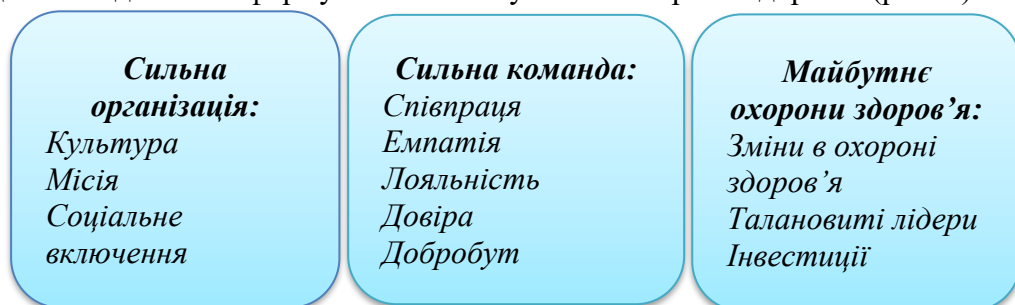 Сильна
організація:
Культура
Місія
Соціальне
включення
Сильна команда:
Співпраця
Емпатія
Лояльність
Довіра
Добробут
Майбутнє
охорони здоров’я:
Зміни в охороні
здоров’я
Талановиті лідери
Інвестиції